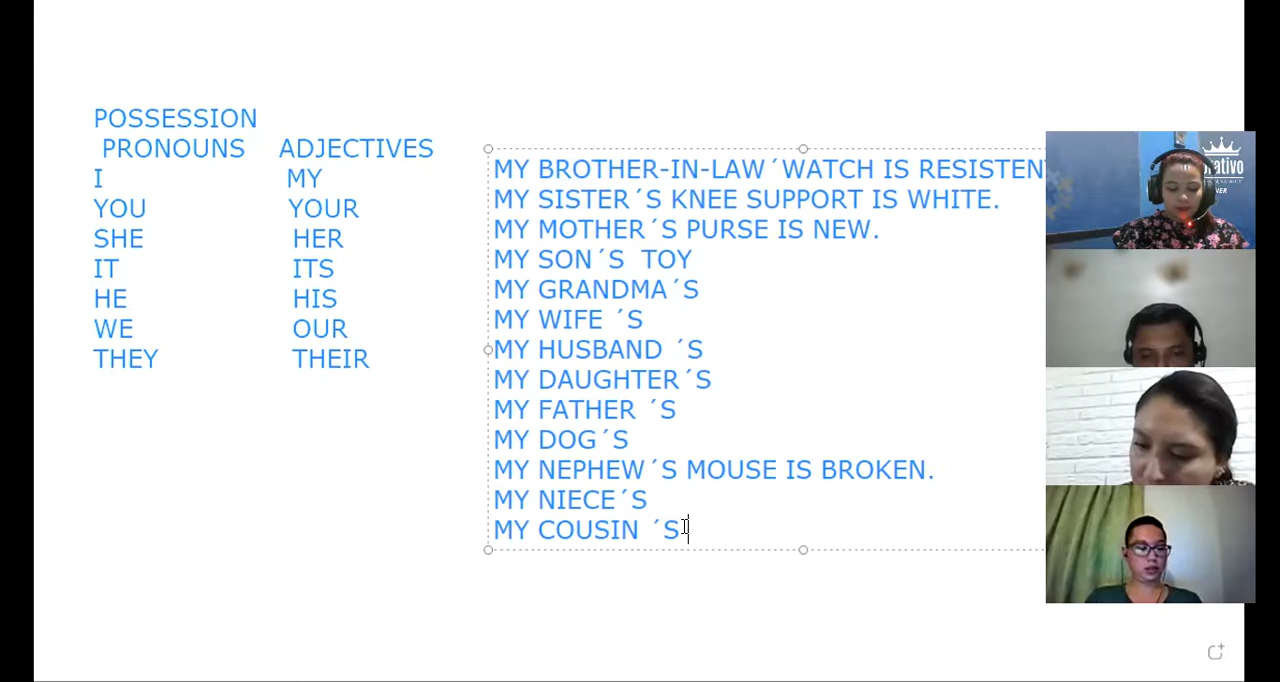 POSSESSION
PRONOUNS ADJECTIVES
I MY
YOU YOUR
SHE HER
IT ITS
HE HIS
WE OUR
THEY THEIR
MY BROTHER-IN-LAW´WATCH IS RESISTENT
MY SISTER´S KNEE SUPPORT IS WHITE.
MY MOTHER´S PURSE IS NEW.
MY SON´S TOY
MY GRANDMA´S
MY WIFE ´S
MY HUSBAND ´S
MY DAUGHTER´S
MY FATHER ´S
MY DOG´S
MY NEPHEW´S MOUSE IS BROKEN.
MY NIECE´S
MY COUSIN ´S